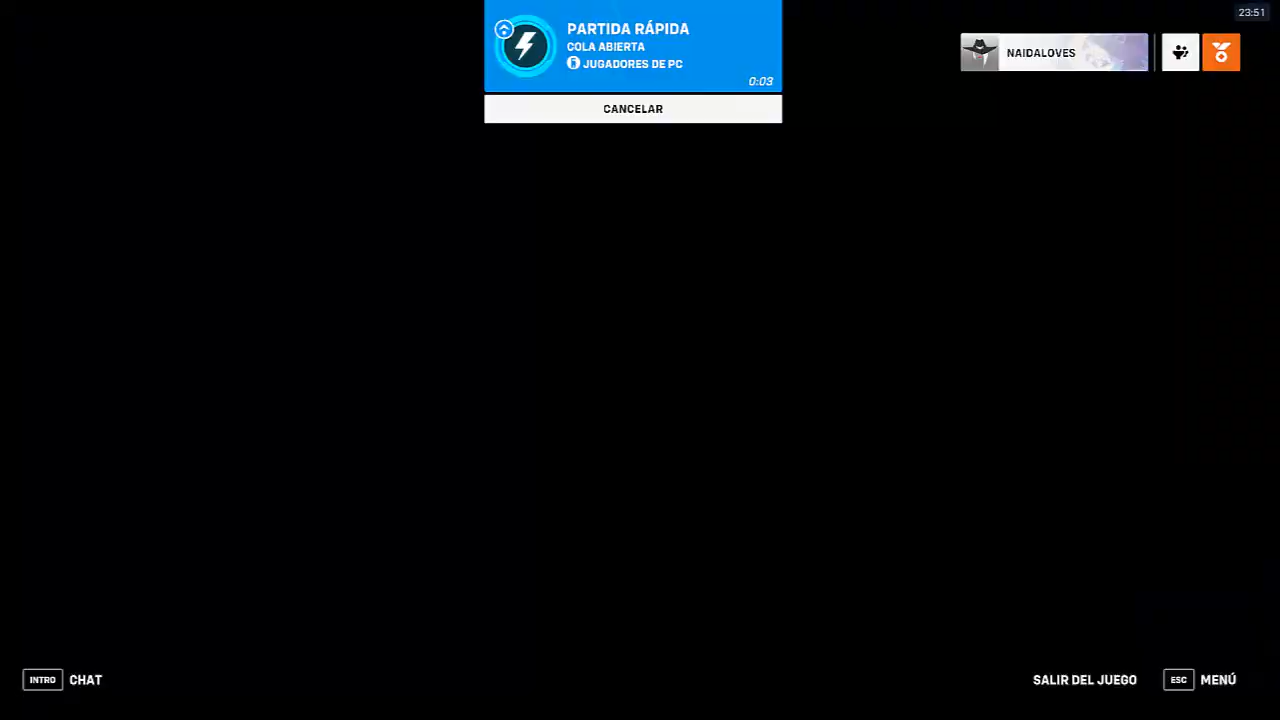 23:51
PARTIDA RÁPIDA
COLA ABIERTA
JUGADORES DE PC
0:03
CANCELAR
NAIDALOVES
INTRO CHAT
SALIR DEL JUEGO
ESC MENÚ